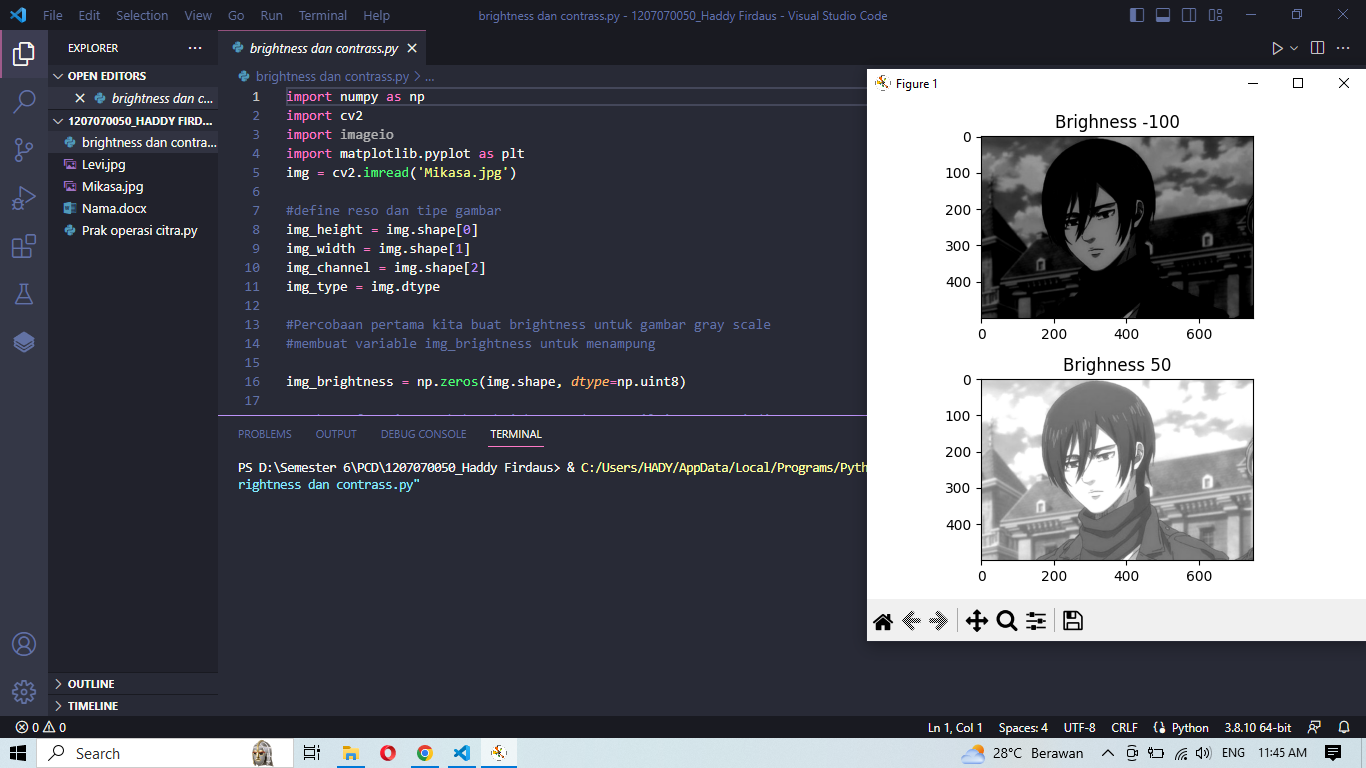 File Edit Selection View Go Run Terminal Help
brightness dan contrass.py - 1207070050_Haddy Firdaus - Visual Studio Code
EXPLORER
OPEN EDITORS
brightness dan c...
1207070050_HADDY FIRD...
brightness dan contra...
Levi.jpg
Mikasa.jpg
Nama.docx
Prak operasi citra.py
OUTLINE
TIMELINE
brightness dan contrass.py
brightness dan contrass.py > ...
1 import numpy as np
2 import cv2
3 import imageio
4 import matplotlib.pyplot as plt
5 img = cv2.imread('Mikasa.jpg')
6
7 #define reso dan tipe gambar
8 img_height = img.shape[0]
9 img_width = img.shape[1]
10 img_channel = img.shape[2]
11 img_type = img.dtype
12
13 #Percobaan pertama kita buat brightness untuk gambar gray scale
14 #membuat variable img_brightness untuk menampung
15
16 img_brightness = np.zeros(img.shape, dtype=np.uint8)
17
PROBLEMS OUTPUT DEBUG CONSOLE TERMINAL
PS D:\Semester 6\PCD\1207070050_Haddy Firdaus> & C:/Users/HADY/AppData/Local/Programs/Pyth
rightness dan contrass.py"
Figure 1
Brighness -100
0
100
200
300
400
0 200 400 600
Brighness 50
0
100
200
300
400
0 200 400 600
0 0
Ln 1, Col 1 Spaces: 4 UTF-8 CRLF Python 3.8.10 64-bit
Search
28°C Berawan ENG 11:45 AM